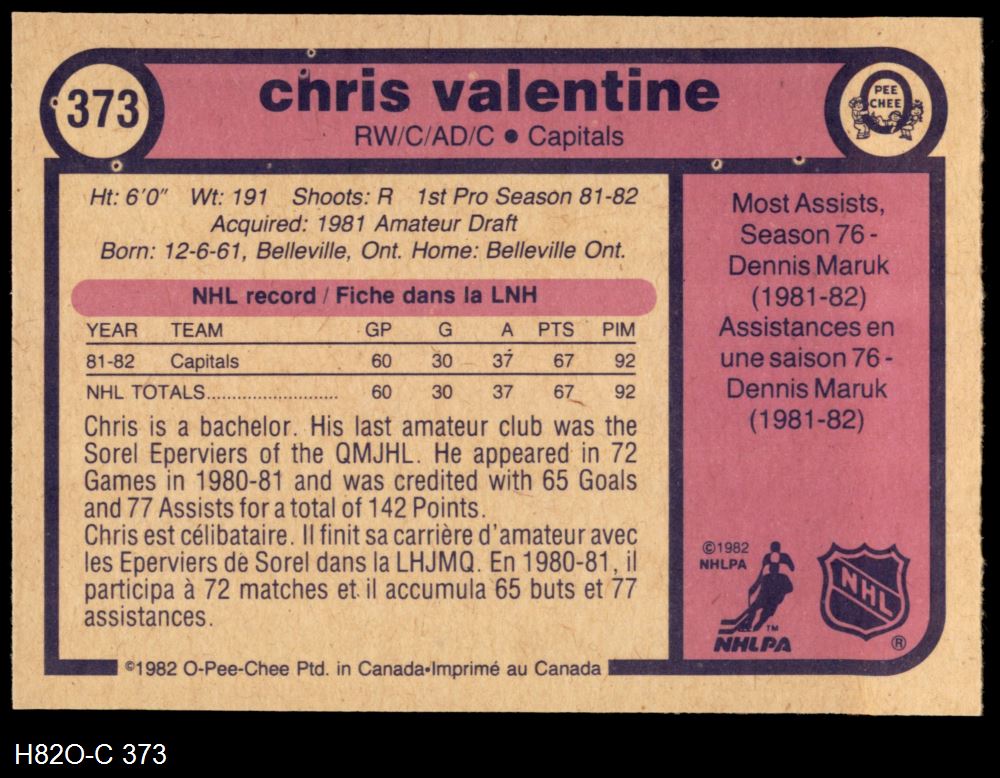 373
chris valentine
RW/C/AD/C • Capitals
O
PEE
CHEE
Ht: 6'0" Wt: 191 Shoots: R 1st Pro Season 81-82
Acquired: 1981 Amateur Draft
Born: 12-6-61, Belleville, Ont. Home: Belleville Ont.
NHL record / Fiche dans la LNH
YEAR TEAM GP G A PTS PIM
81-82 Capitals 60 30 37 67 92
NHL TOTALS.......................... 60 30 37 67 92
Chris is a bachelor. His last amateur club was the
Sorel Eperviers of the QMJHL. He appeared in 72
Games in 1980-81 and was credited with 65 Goals
and 77 Assists for a total of 142 Points.
Chris est célibataire. Il finit sa carrière d'amateur avec
les Eperviers de Sorel dans la LHJMQ. En 1980-81, il
participa à 72 matches et il accumula 65 buts et 77
assistances.
©1982 O-Pee-Chee Ptd. in Canada•Imprimé au Canada
Most Assists,
Season 76 -
Dennis Maruk
(1981-82)
Assistances en
une saison 76 -
Dennis Maruk
(1981-82)
©1982
NHLPA
TM
NHLPA
NHL
®
H82O-C 373